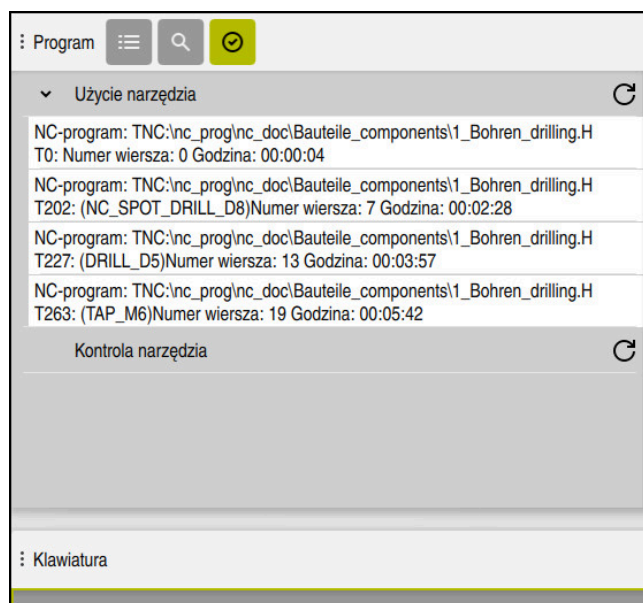 Program
Użycie narzędzia
NC-program: TNC:\nc_prog\nc_doc\Bauteile_components\1_Bohren_drilling.H
T0: Numer wiersza: 0 Godzina: 00:00:04
NC-program: TNC:\nc_prog\nc_doc\Bauteile_components\1_Bohren_drilling.H
T202: (NC_SPOT_DRILL_D8)Numer wiersza: 7 Godzina: 00:02:28
NC-program: TNC:\nc_prog\nc_doc\Bauteile_components\1_Bohren_drilling.H
T227: (DRILL_D5)Numer wiersza: 13 Godzina: 00:03:57
NC-program: TNC:\nc_prog\nc_doc\Bauteile_components\1_Bohren_drilling.H
T263: (TAP_M6)Numer wiersza: 19 Godzina: 00:05:42
Kontrola narzędzia
Klawiatura